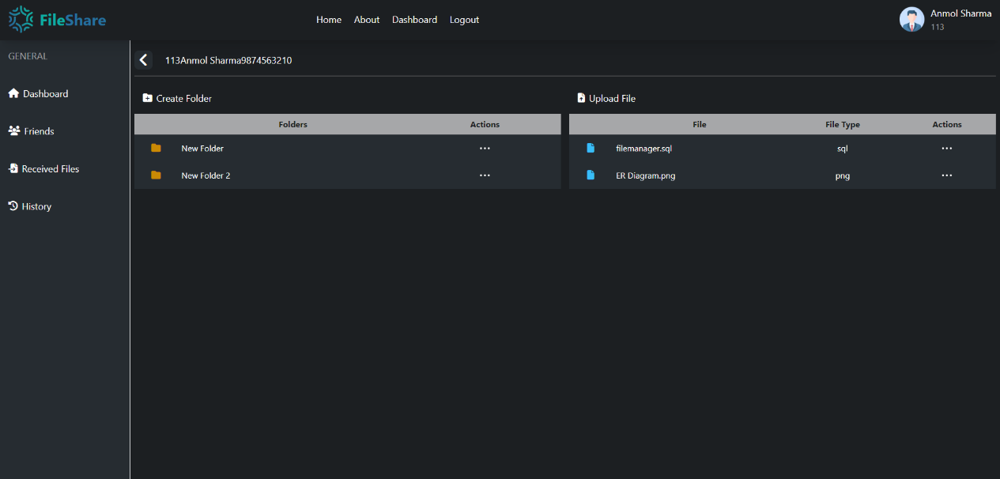 FileShare
Home About Dashboard Logout
Anmol Sharma
113
GENERAL
Dashboard
Friends
Received Files
History
113Anmol Sharma9874563210
Create Folder
Folders Actions
New Folder ...
New Folder 2 ...
Upload File
File File Type Actions
filemanager.sql sql ...
ER Diagram.png png ...